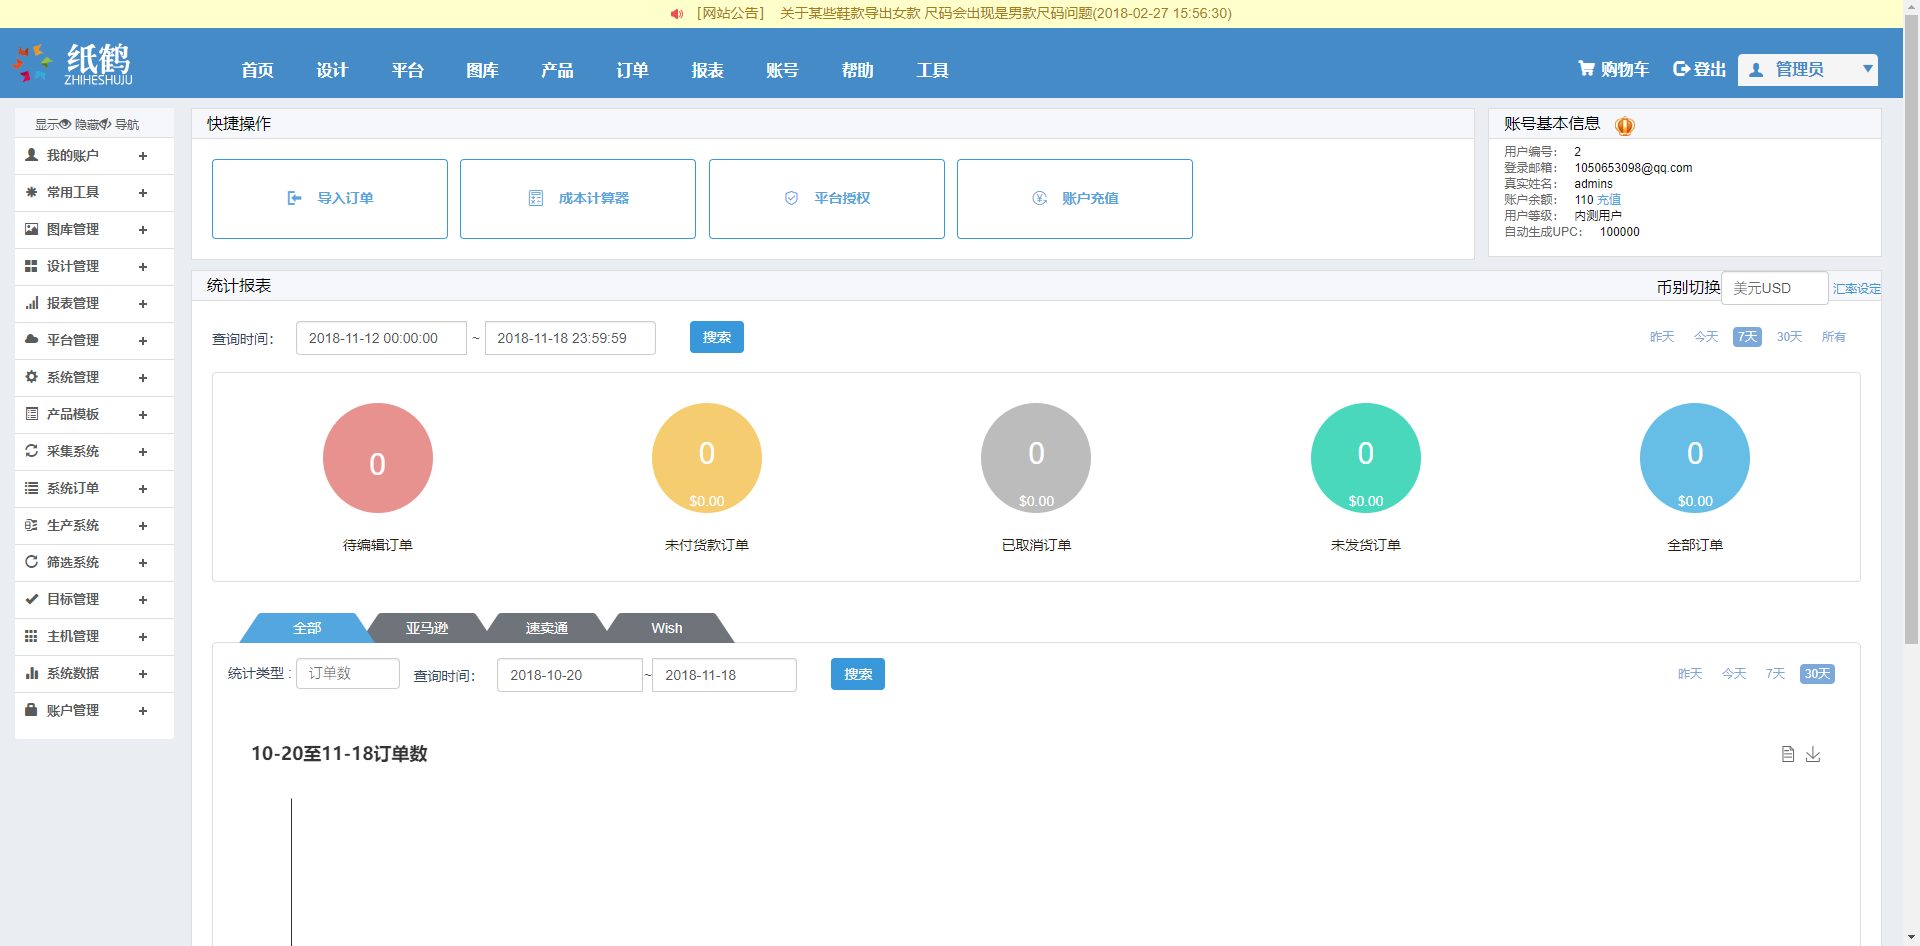 [网站公告] 关于某些鞋款导出女款 尺码会出现是男款尺码问题(2018-02-27 15:56:30)
纸鹤
ZHIHESHUJU
首页 设计 平台 图库 产品 订单 报表 账号 帮助 工具
购物车 登出 管理员
显示 隐藏 导航
我的账户 +
常用工具 +
图库管理 +
设计管理 +
报表管理 +
平台管理 +
系统管理 +
产品模板 +
采集系统 +
系统订单 +
生产系统 +
筛选系统 +
目标管理 +
主机管理 +
系统数据 +
账户管理 +
快捷操作
导入订单 成本计算器 平台授权 账户充值
账号基本信息
用户编号： 2
登录邮箱： 1050653098@qq.com
真实姓名： admins
账户余额： 110 充值
用户等级： 内测用户
自动生成UPC： 100000
统计报表
币别切换 美元USD 汇率设定
查询时间： 2018-11-12 00:00:00 ~ 2018-11-18 23:59:59 搜索
昨天 今天 7天 30天 所有
0 0 0 0 0
$0.00 $0.00 $0.00 $0.00
待编辑订单 未付货款订单 已取消订单 未发货订单 全部订单
全部 亚马逊 速卖通 Wish
统计类型 : 订单数 查询时间： 2018-10-20 ~ 2018-11-18 搜索
昨天 今天 7天 30天
10-20至11-18订单数